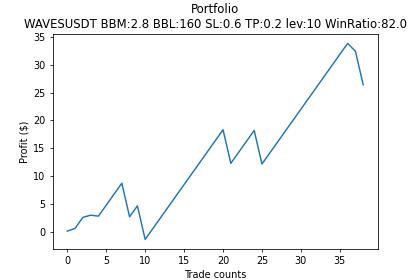 Portfolio
WAVESUSDT BBM:2.8 BBL:160 SL:0.6 TP:0.2 lev:10 WinRatio:82.0
35
30
25
20
15
10
5
0
Profit ($)
0 5 10 15 20 25 30 35
Trade counts